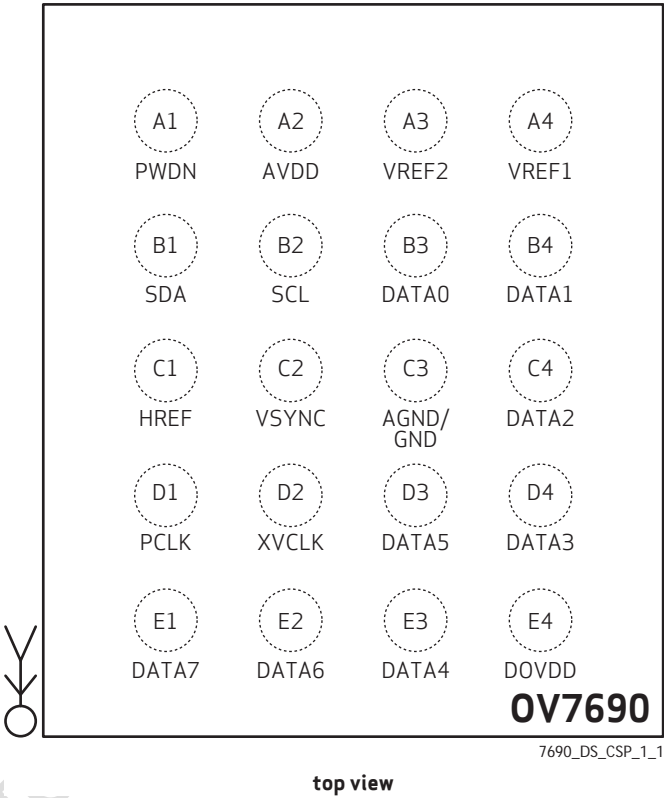 A1 A2 A3 A4
PWDN AVDD VREF2 VREF1
B1 B2 B3 B4
SDA SCL DATA0 DATA1
C1 C2 C3 C4
HREF VSYNC AGND/ DATA2
GND
D1 D2 D3 D4
PCLK XVCLK DATA5 DATA3
E1 E2 E3 E4
DATA7 DATA6 DATA4 DOVDD
OV7690
7690_DS_CSP_1_1
top view